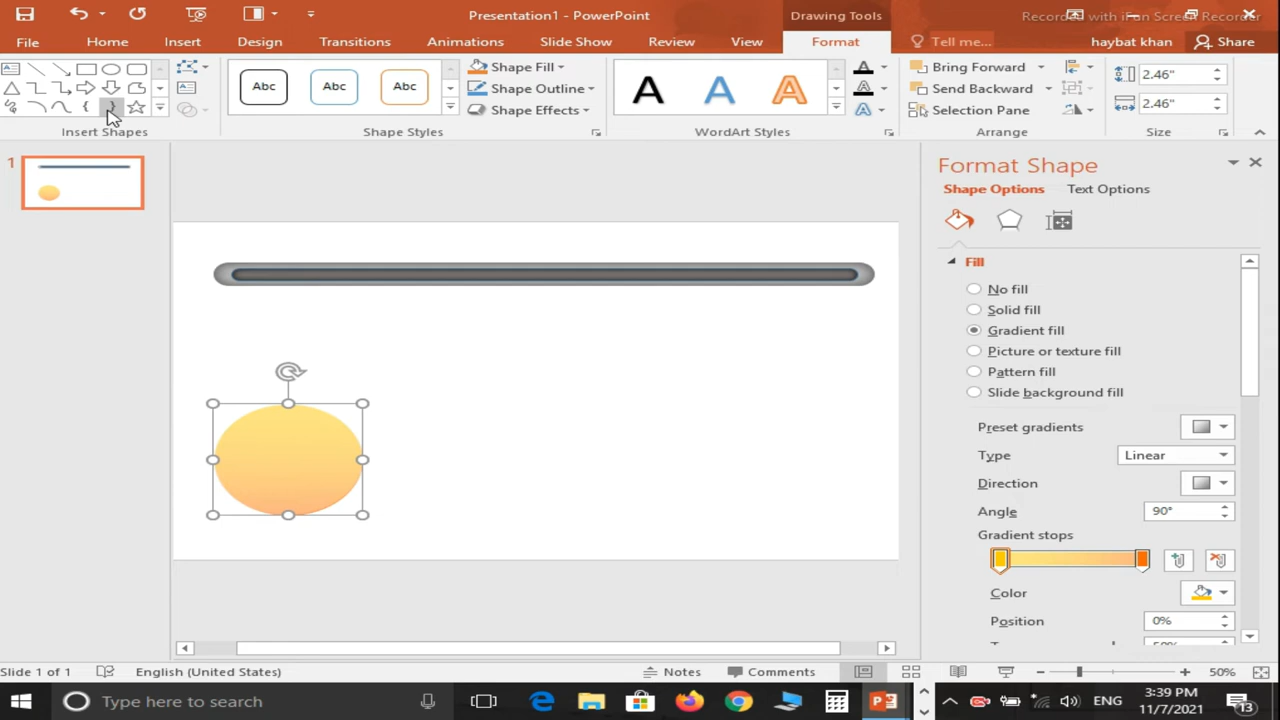 Presentation1 - PowerPoint
Drawing Tools
Recorded with iFun Screen Recorder
File
Home
Insert
Design
Transitions
Animations
Slide Show
Review
View
Format
Tell me...
haybat khan
Share
Abc
Abc
Abc
Shape Fill
Shape Outline
Shape Effects
A
A
A
A
A
A
Bring Forward
Send Backward
Selection Pane
2.46"
2.46"
Insert Shapes
Shape Styles
WordArt Styles
Arrange
Size
1
Format Shape
Shape Options
Text Options
Fill
No fill
Solid fill
Gradient fill
Picture or texture fill
Pattern fill
Slide background fill
Preset gradients
Type
Linear
Direction
Angle
90°
Gradient stops
Color
Position
0%
Slide 1 of 1
English (United States)
Notes
Comments
50%
Type here to search
ENG
3:39 PM
11/7/2021
13